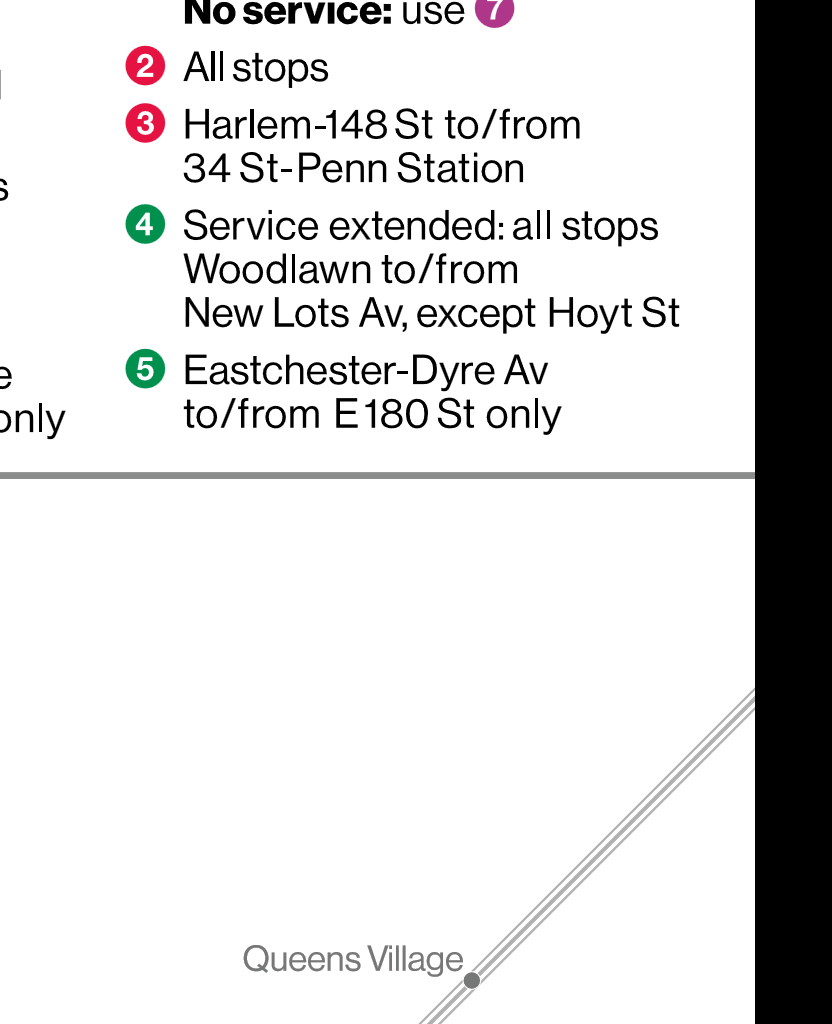 No service: use 7
2 All stops
3 Harlem-148 St to/from
34 St-Penn Station
4 Service extended: all stops
Woodlawn to/from
New Lots Av, except Hoyt St
5 Eastchester-Dyre Av
only
to/from E 180 St only
Queens Village